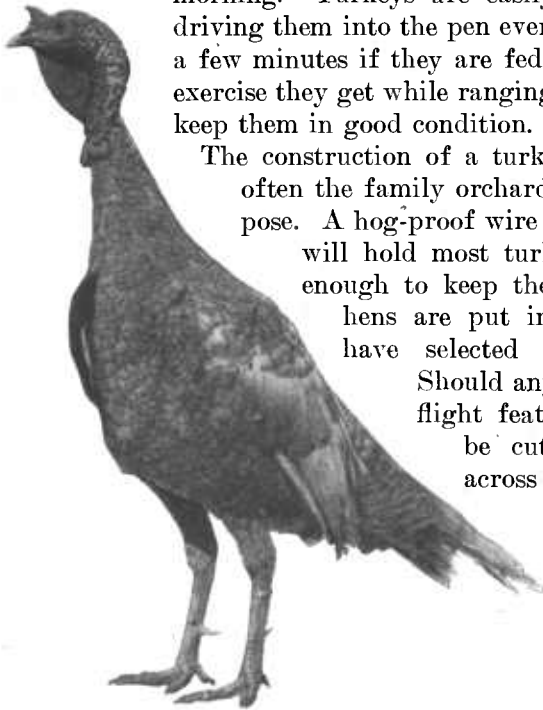 morning. Turkeys are easily
driving them into the pen ever
a few minutes if they are fed
exercise they get while ranging
keep them in good condition.
The construction of a turk
often the family orchard
pose. A hog-proof wire
will hold most tur
enough to keep the
hens are put in
have selected
Should an
flight feat
be cut
across